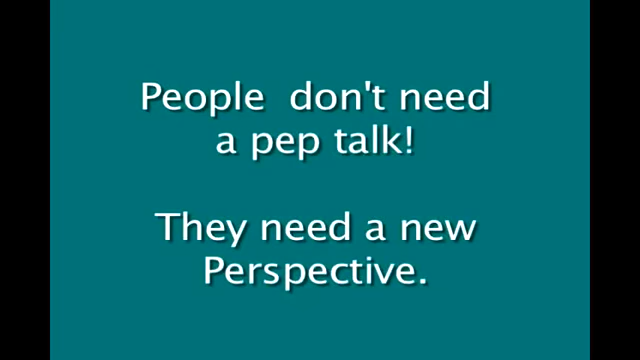 People  don't need
a pep talk!
They need a new
Perspective.